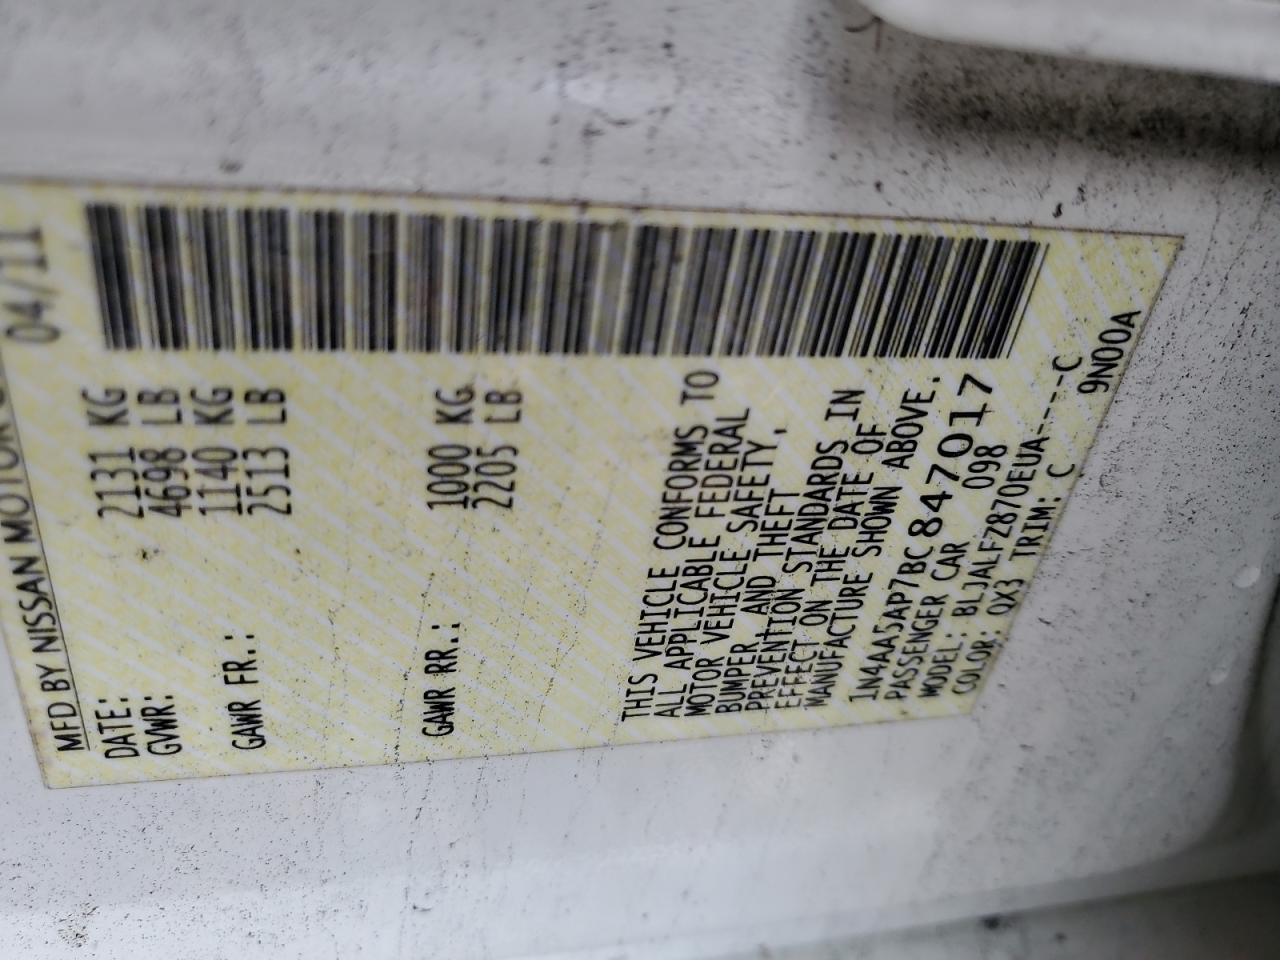 MFD BY NISSAN MOTOR
DATE: 04/11
GVWR: 2131 KG
4698 LB
GAWR FR.: 1140 KG
2513 LB
GAWR RR.: 1000 KG
2205 LB
THIS VEHICLE CONFORMS TO
ALL APPLICABLE FEDERAL
MOTOR VEHICLE SAFETY,
BUMPER, AND THEFT
PREVENTION STANDARDS IN
EFFECT ON THE DATE OF
MANUFACTURE SHOWN ABOVE.
1N4AA5AP7BC847017
PASSENGER CAR 098
MODEL: BLJALFZ870EUA----C
COLOR: QX3 TRIM: C
9N00A